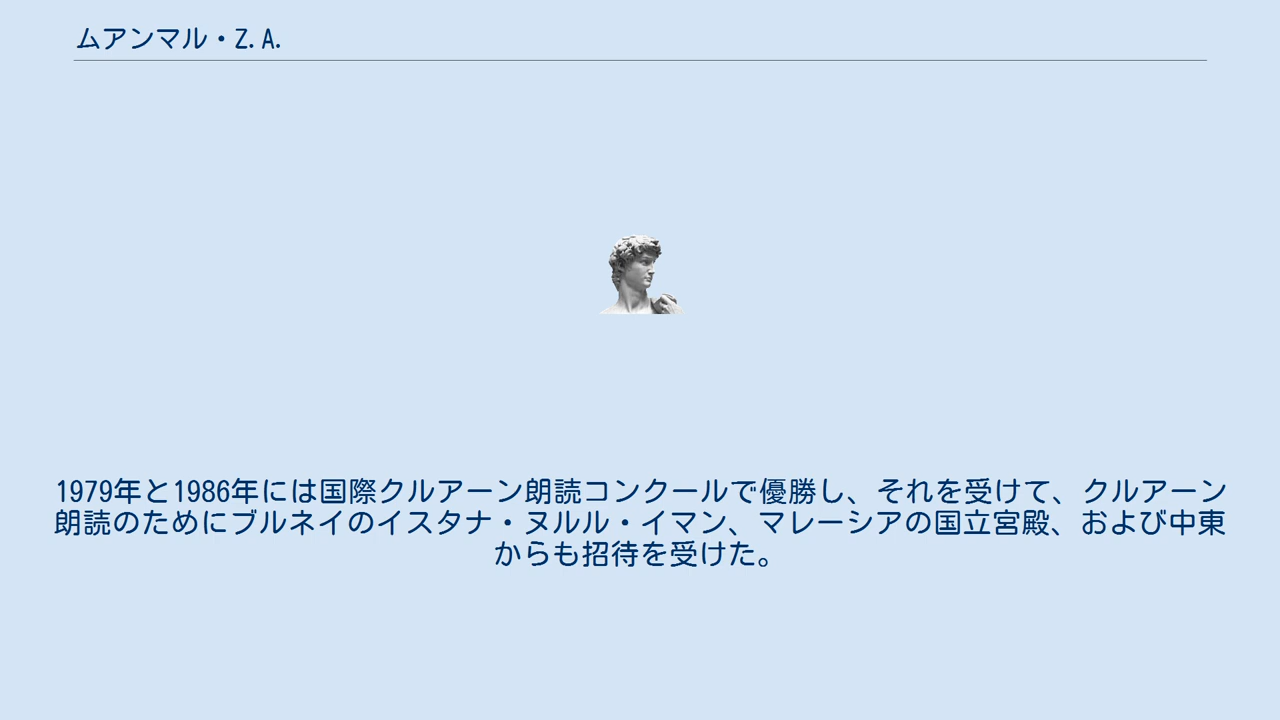 ムアンマル・Z.A.
1979年と1986年には国際クルアーン朗読コンクールで優勝し、それを受けて、クルアーン
朗読のためにブルネイのイスタナ・ヌルル・イマン、マレーシアの国立宮殿、および中東
からも招待を受けた。